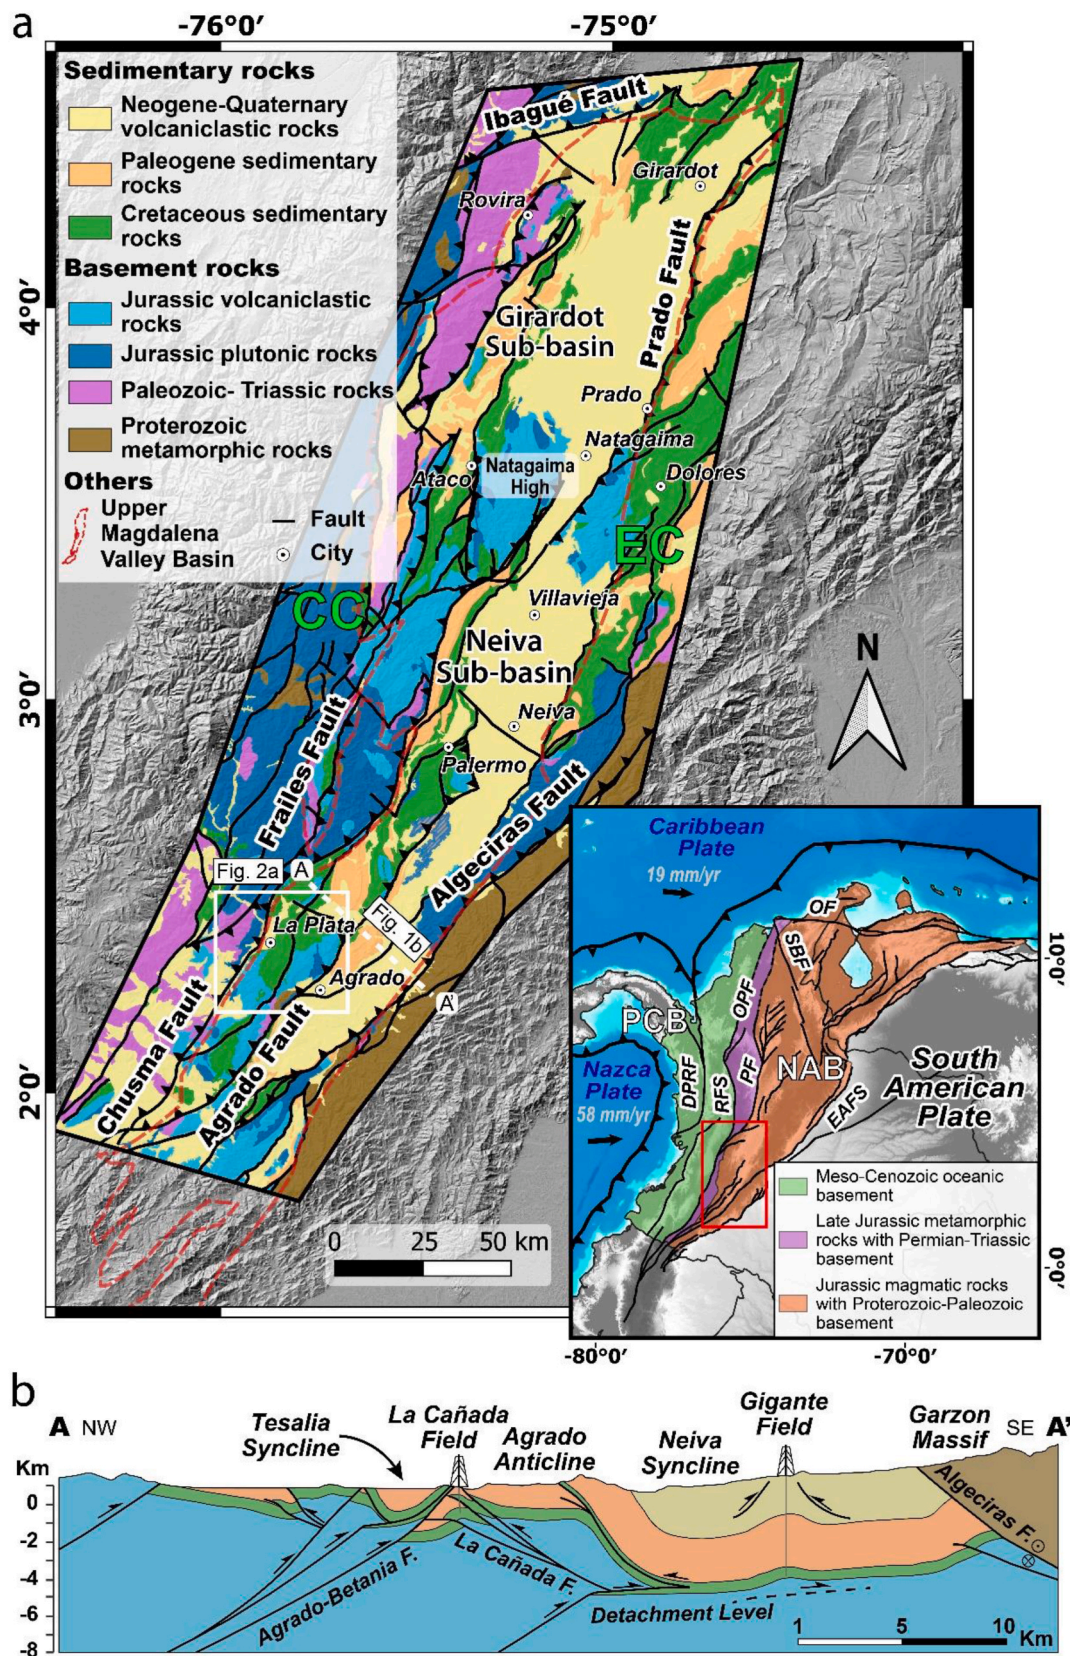 a
-76°0′
-75°0′
Sedimentary rocks
Neogene-Quaternary
volcaniclastic rocks
Paleogene sedimentary
rocks
Cretaceous sedimentary
rocks
Basement rocks
Jurassic volcaniclastic
rocks
Jurassic plutonic rocks
Paleozoic- Triassic rocks
Proterozoic
metamorphic rocks
Others
Upper
Magdalena
Valley Basin
Fault
City
4°0′
3°0′
2°0′
Ibagué Fault
Girardot
Rovira
Prado Fault
Girardot
Sub-basin
Prado
Natagaima
Ataco
Natagaima
High
Dolores
EC
CC
Villavieja
Neiva
Sub-basin
Neiva
Palermo
Frailes Fault
Algeciras Fault
Fig. 2a
A
La Plata
Fig. 1b
Agrado
A'
Chusma Fault
Agrado Fault
N
0
25
50 km
Caribbean
Plate
19 mm/yr
OF
SBF
OPF
PCB
NAB
PF
DPRF
RFS
EAFS
Nazca
Plate
58 mm/yr
South
American
Plate
10°0′
0°0′
Meso-Cenozoic oceanic
basement
Late Jurassic metamorphic
rocks with Permian-Triassic
basement
Jurassic magmatic rocks
with Proterozoic-Paleozoic
basement
-80°0′
-70°0′
b
A NW
Tesalia
Syncline
La Cañada
Field
Agrado
Anticline
Neiva
Syncline
Gigante
Field
Garzon
Massif
SE A'
Km
0
-2
-4
-6
-8
Agrado-Betania F.
La Cañada F.
Detachment Level
Algeciras F.
1
5
10 Km